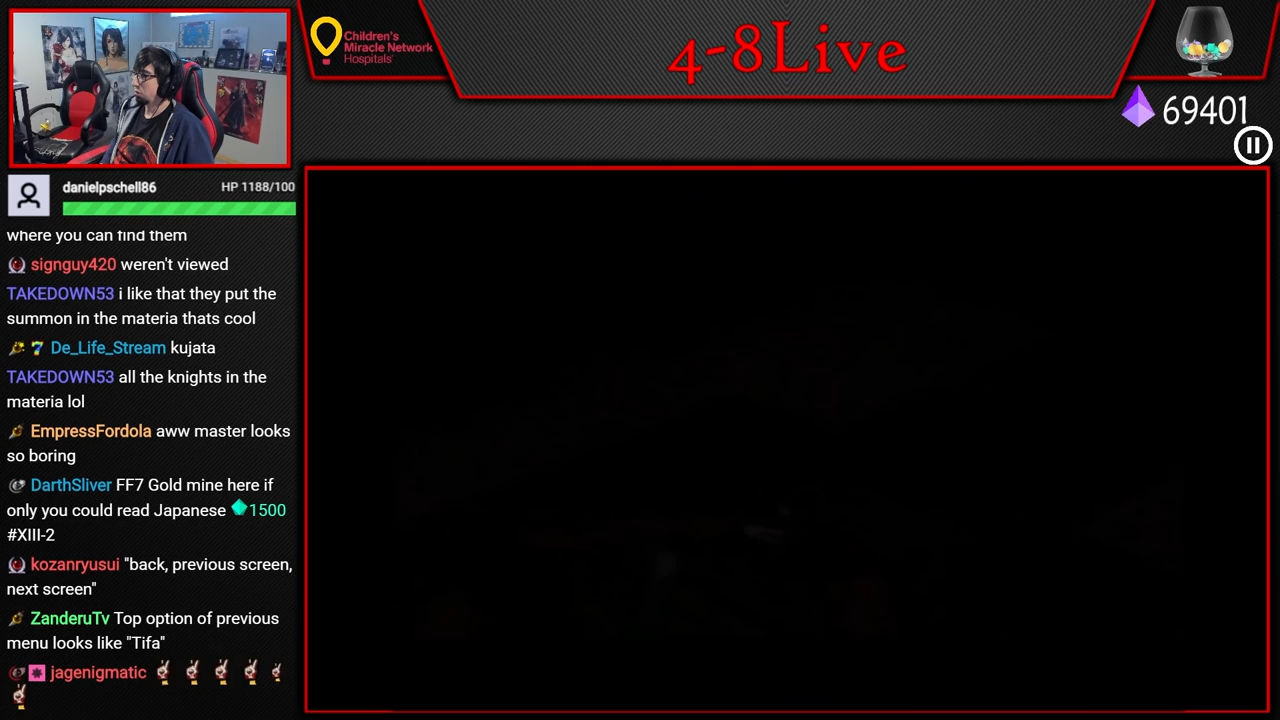 Children's
Miracle Network
Hospitals
4-8Live
69401
danielpschell86 HP 1188/100
where you can find them
signguy420 weren't viewed
TAKEDOWN53 i like that they put the
summon in the materia thats cool
De_Life_Stream kujata
TAKEDOWN53 all the knights in the
materia lol
EmpressFordola aww master looks
so boring
DarthSliver FF7 Gold mine here if
only you could read Japanese 1500
#XIII-2
kozanryusui "back, previous screen,
next screen"
ZanderuTv Top option of previous
menu looks like "Tifa"
jagenigmatic